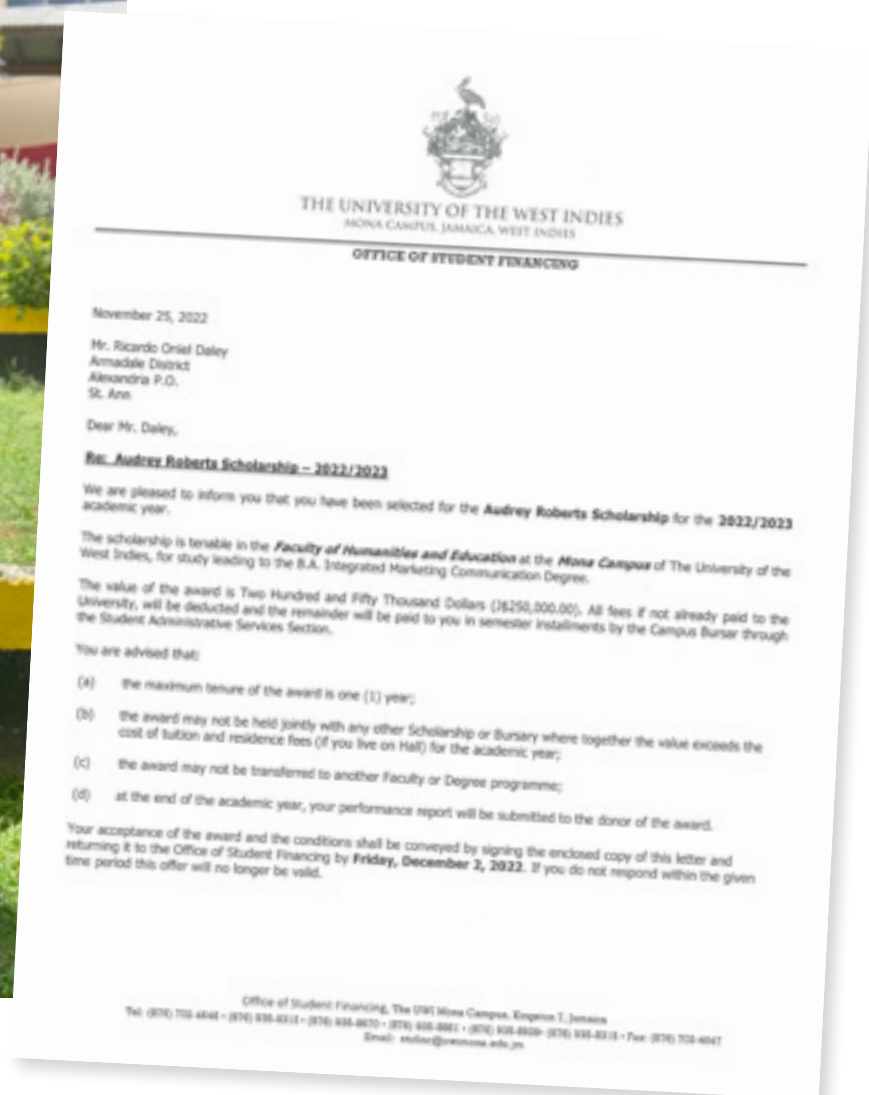 THE UNIVERSITY OF THE WEST INDIES
MONA CAMPUS, JAMAICA, WEST INDIES
OFFICE OF STUDENT FINANCING
November 25, 2022
Mr. Ricardo Oniel Daley
Armadale District
Alexandria P.O.
St. Ann
Dear Mr. Daley,
Re: Audrey Roberts Scholarship – 2022/2023
We are pleased to inform you that you have been selected for the Audrey Roberts Scholarship for the 2022/2023
academic year.
The scholarship is tenable in the Faculty of Humanities and Education at the Mona Campus of The University of the
West Indies, for study leading to the B.A. Integrated Marketing Communication Degree.
The value of the award is Two Hundred and Fifty Thousand Dollars (J$250,000.00). All fees if not already paid to the
University, will be deducted and the remainder will be paid to you in semester installments by the Campus Bursar through
the Student Administrative Services Section.
You are advised that:
(a) the maximum tenure of the award is one (1) year;
(b) the award may not be held jointly with any other Scholarship or Bursary where together the value exceeds the
cost of tuition and residence fees (if you live on Hall) for the academic year;
(c) the award may not be transferred to another Faculty or Degree programme;
(d) at the end of the academic year, your performance report will be submitted to the donor of the award.
Your acceptance of the award and the conditions shall be conveyed by signing the enclosed copy of this letter and
returning it to the Office of Student Financing by Friday, December 2, 2022. If you do not respond within the given
time period this offer will no longer be valid.
Office of Student Financing, The UWI Mona Campus, Kingston 7, Jamaica
Tel: (876) (876) (876) (876) (876) (876) Fax: (876)
Email: